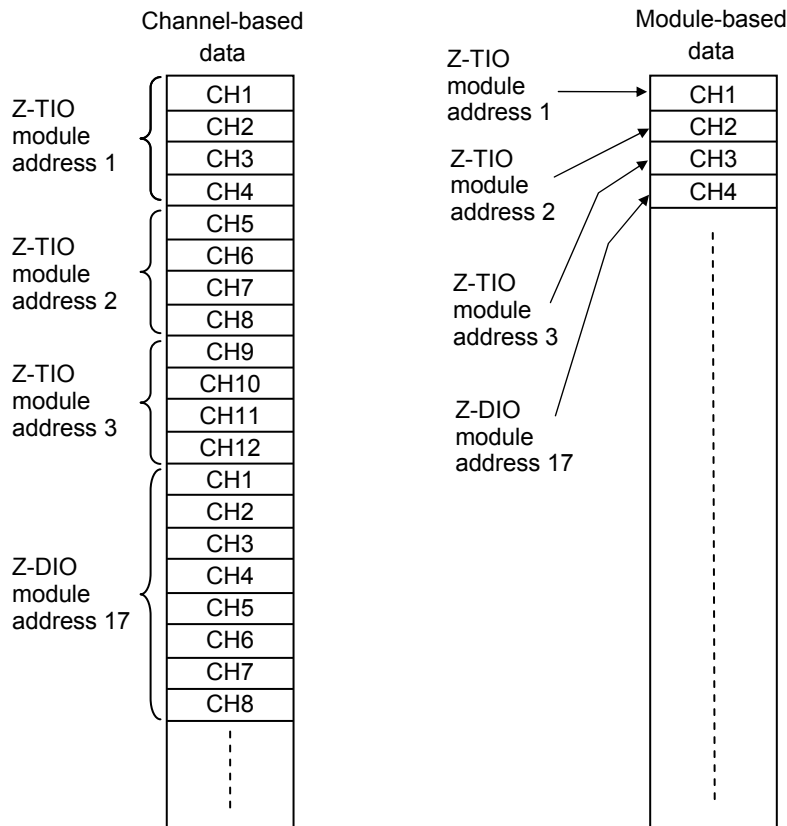 Channel-based
data
Z-TIO
module
address 1
CH1
CH2
CH3
CH4
Z-TIO
module
address 2
CH5
CH6
CH7
CH8
Z-TIO
module
address 3
CH9
CH10
CH11
CH12
Z-DIO
module
address 17
CH1
CH2
CH3
CH4
CH5
CH6
CH7
CH8
Module-based
data
Z-TIO
module
address 1
CH1
Z-TIO
module
address 2
CH2
Z-TIO
module
address 3
CH3
Z-DIO
module
address 17
CH4